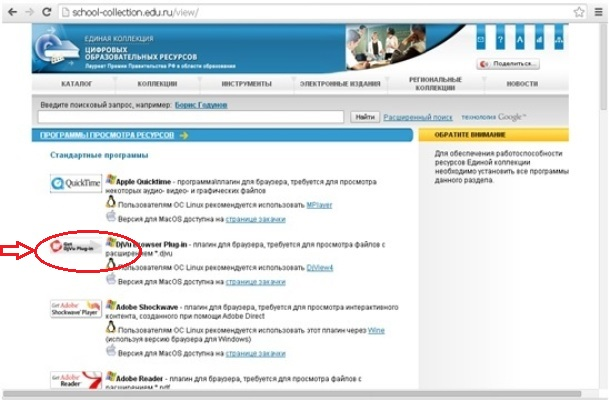 school-collection.edu.ru/view/
ЕДИНАЯ КОЛЛЕКЦИЯ
ЦИФРОВЫХ
ОБРАЗОВАТЕЛЬНЫХ РЕСУРСОВ
Лауреат Премии Правительства РФ в области образования
Поделиться...
КАТАЛОГ КОЛЛЕКЦИИ ИНСТРУМЕНТЫ ЭЛЕКТРОННЫЕ ИЗДАНИЯ РЕГИОНАЛЬНЫЕ КОЛЛЕКЦИИ НОВОСТИ
Введите поисковый запрос, например: Борис Годунов
Найти Расширенный поиск технологии Google™
ПРОГРАММЫ ПРОСМОТРА РЕСУРСОВ
Стандартные программы
QuickTime
Apple Quicktime - программа/плагин для браузера, требуется для просмотра
некоторых аудио- видео- и графических файлов
Пользователям ОС Linux рекомендуется использовать MPlayer
Версия для MacOS доступна на странице закачки
Get
DjVu Plug-in
DjVu Browser Plug-in - плагин для браузера, требуется для просмотра файлов с
расширением *.djvu
Пользователям ОС Linux рекомендуется использовать DjView4
Версия для MacOS доступна на странице закачки
Get Adobe
Shockwave Player
Adobe Shockwave - плагин для браузера, требуется для просмотра интерактивного
контента, созданного при помощи Adobe Direct
Пользователям ОС Linux рекомендуется использовать этот плагин через Wine
(используя версию браузера для Windows)
Версия для MacOS доступна на странице закачки
Get Adobe
Reader
Adobe Reader - плагин для браузера, требуется для просмотра файлов с
расширением *.pdf
ОБРАТИТЕ ВНИМАНИЕ
Для обеспечения работоспособности
ресурсов Единой коллекции
необходимо установить все программы
данного раздела.